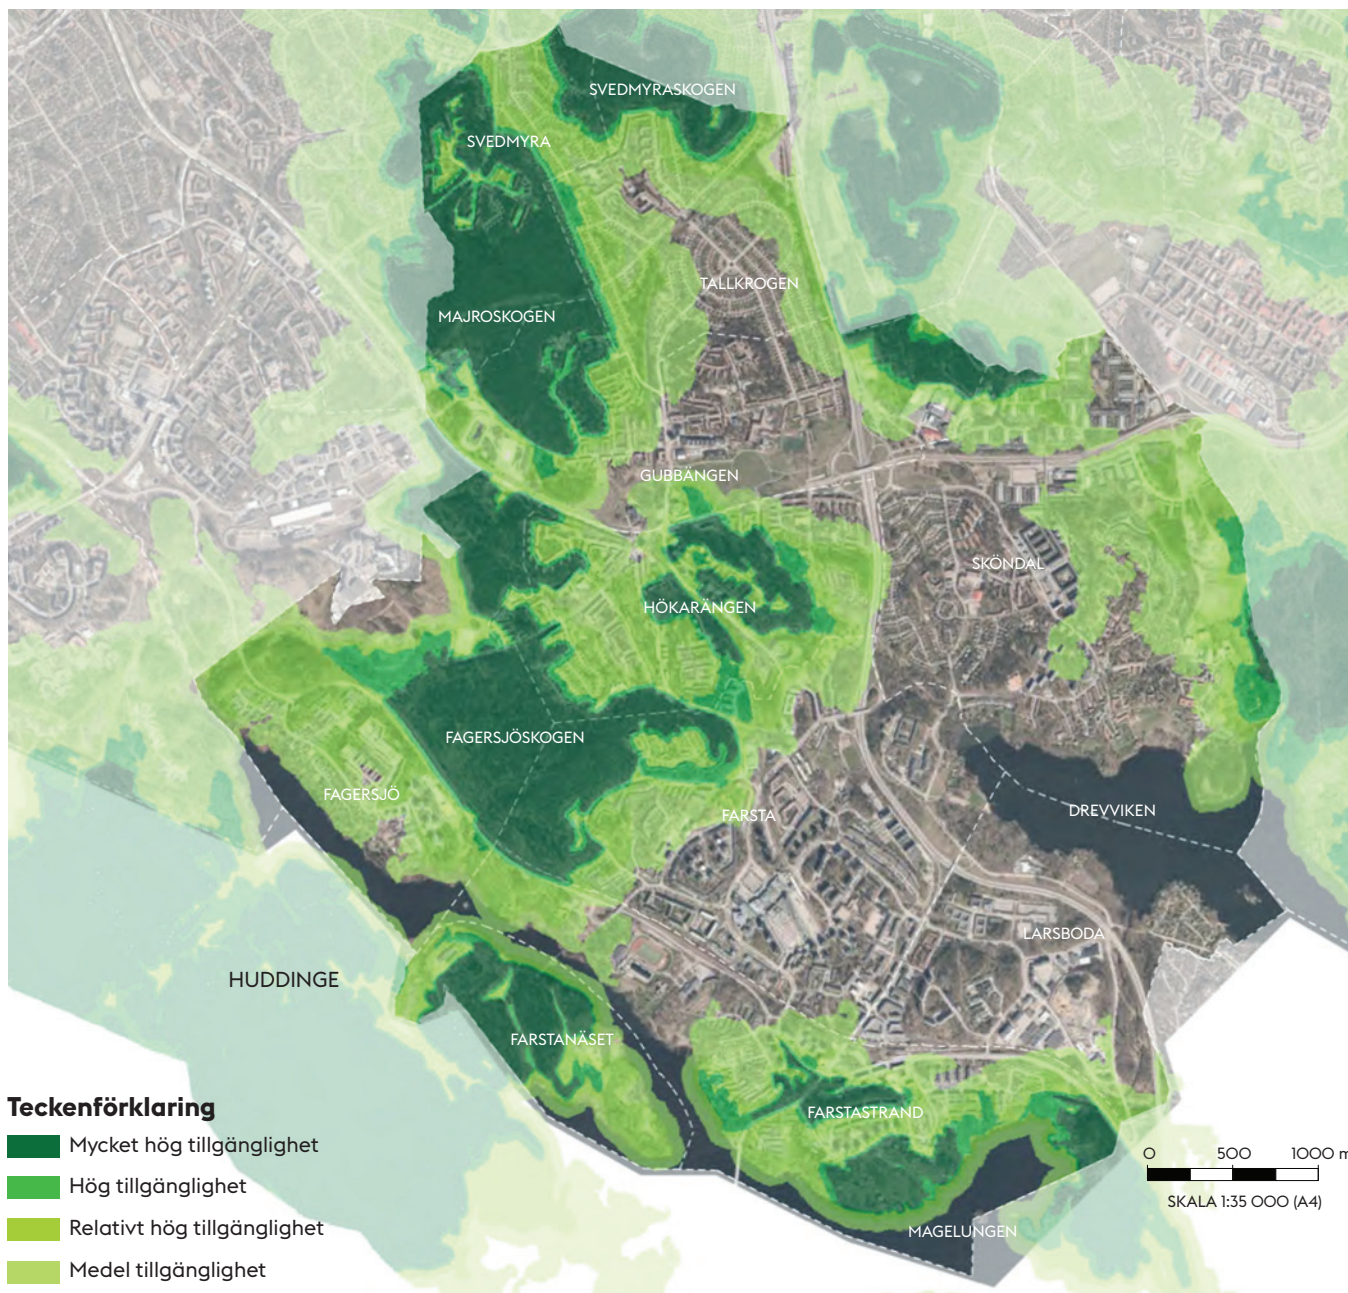 SVEDMYRASKOGEN
SVEDMYRA
TALLKROGEN
MAJROSKOGEN
GUBBÄNGEN
SKÖNDAL
HÖKARÄNGEN
FAGERSJÖSKOGEN
FAGERSJÖ
DREVVIKEN
FARSTA
LARSBODA
HUDDINGE
FARSTANÄSET
FARSTASTRAND
MAGELUNGEN
Teckenförklaring
Mycket hög tillgänglighet
Hög tillgänglighet
Relativt hög tillgänglighet
Medel tillgänglighet
0 500 1000 m
SKALA 1:35 000 (A4)